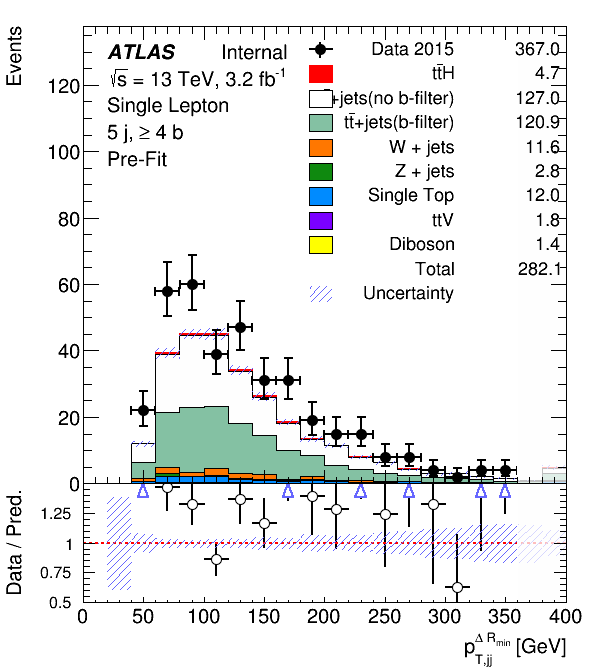 Events
ATLAS Internal
√s = 13 TeV, 3.2 fb-1
Single Lepton
5 j, ≥ 4 b
Pre-Fit
Data 2015 367.0
tt̄H 4.7
+jets(no b-filter) 127.0
tt̄+jets(b-filter) 120.9
W + jets 11.6
Z + jets 2.8
Single Top 12.0
ttV 1.8
Diboson 1.4
Total 282.1
Uncertainty
120
100
80
60
40
20
0
Data / Pred.
1.25
1
0.75
0.5
0 50 100 150 200 250 300 350 400
p T,jj Δ Rmin [GeV]